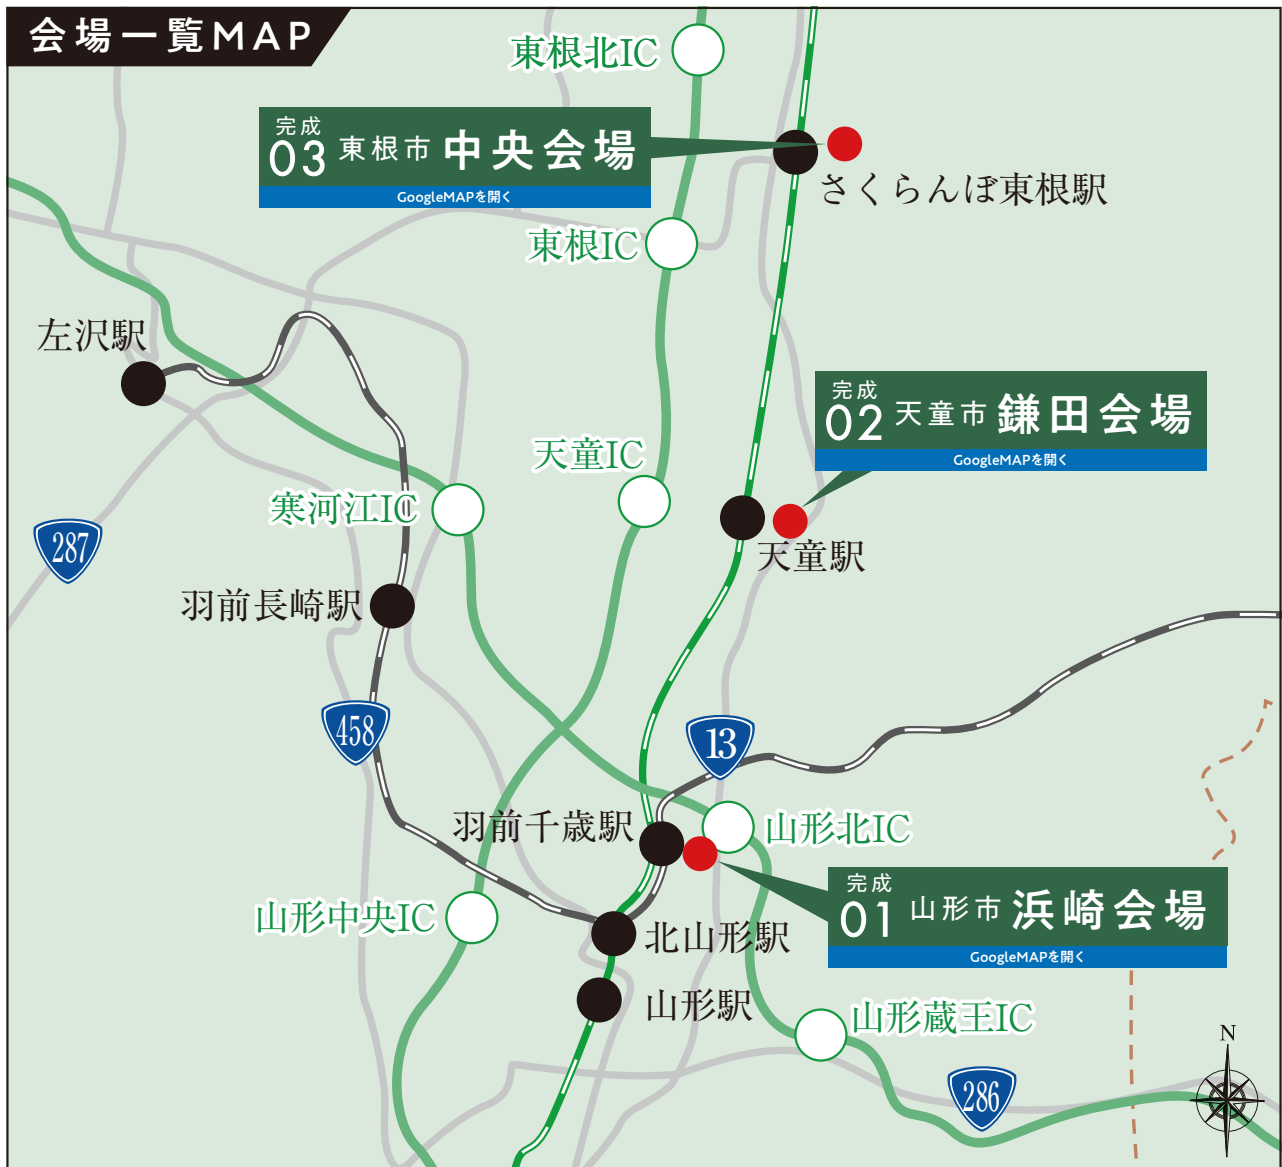 会場一覧MAP
東根北IC
完成
03 東根市 中央会場
GoogleMAPを開く
さくらんぼ東根駅
東根IC
左沢駅
完成
02 天童市 鎌田会場
GoogleMAPを開く
天童IC
寒河江IC
287
天童駅
羽前長崎駅
458
13
羽前千歳駅
山形北IC
完成
01 山形市 浜崎会場
GoogleMAPを開く
山形中央IC
北山形駅
山形駅
山形蔵王IC
N
286